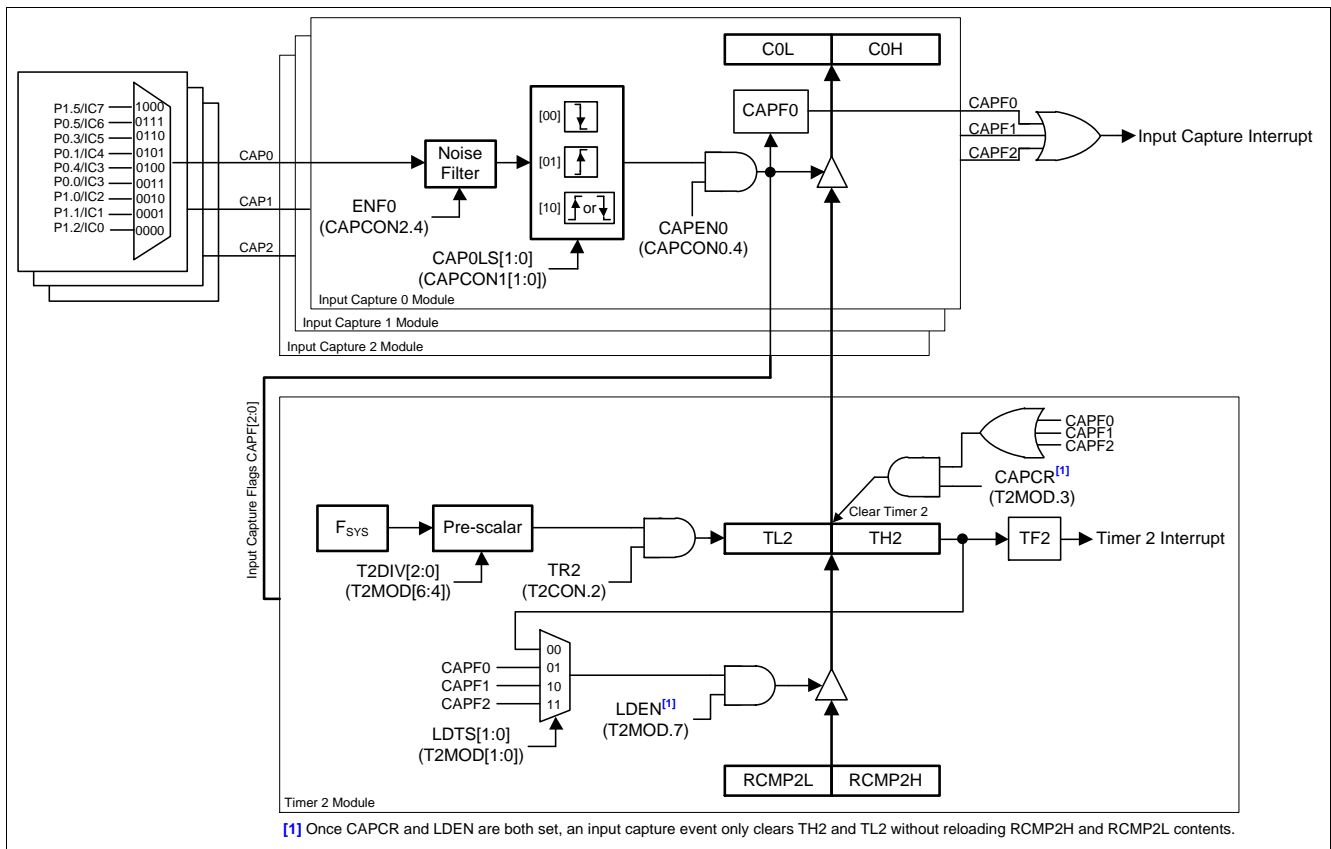 C0L C0H
P1.5/IC7 1000
P0.5/IC6 0111
P0.3/IC5 0110
P0.1/IC4 0101
P0.4/IC3 0100
P0.0/IC3 0011
P1.0/IC2 0010
P1.1/IC1 0001
P1.2/IC0 0000
CAP0
CAP1
CAP2
Noise
Filter
ENF0
(CAPCON2.4)
[00]
[01]
[10] or
CAP0LS[1:0]
(CAPCON1[1:0])
CAPEN0
(CAPCON0.4)
CAPF0
CAPF0
CAPF1
CAPF2
Input Capture Interrupt
Input Capture 0 Module
Input Capture 1 Module
Input Capture 2 Module
Input Capture Flags CAPF[2:0]
CAPF0
CAPF1
CAPF2
CAPCR[1]
(T2MOD.3)
Clear Timer 2
FSYS
Pre-scalar
T2DIV[2:0]
(T2MOD[6:4])
TR2
(T2CON.2)
TL2 TH2
TF2
Timer 2 Interrupt
00
CAPF0 01
CAPF1 10
CAPF2 11
LDTS[1:0]
(T2MOD[1:0])
LDEN[1]
(T2MOD.7)
RCMP2L RCMP2H
Timer 2 Module
[1] Once CAPCR and LDEN are both set, an input capture event only clears TH2 and TL2 without reloading RCMP2H and RCMP2L contents.